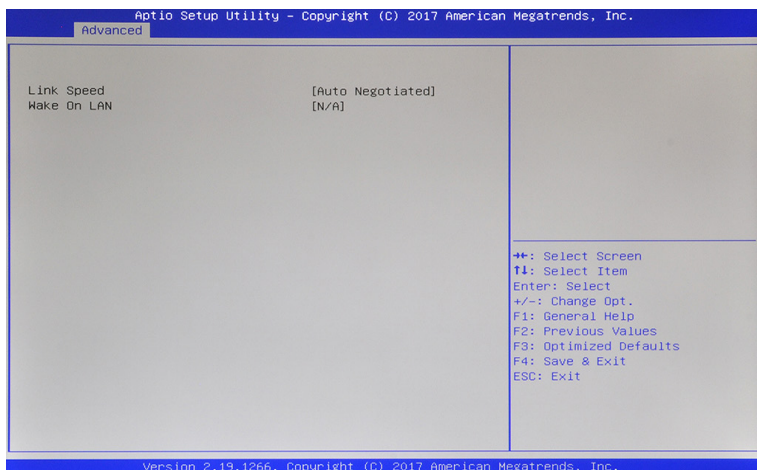 Aptio Setup Utility – Copyright (C) 2017 American Megatrends, Inc.
Advanced
Link Speed [Auto Negotiated]
Wake On LAN [N/A]
→←: Select Screen
↑↓: Select Item
Enter: Select
+/-: Change Opt.
F1: General Help
F2: Previous Values
F3: Optimized Defaults
F4: Save & Exit
ESC: Exit
Version 2.19.1266. Copyright (C) 2017 American Megatrends, Inc.